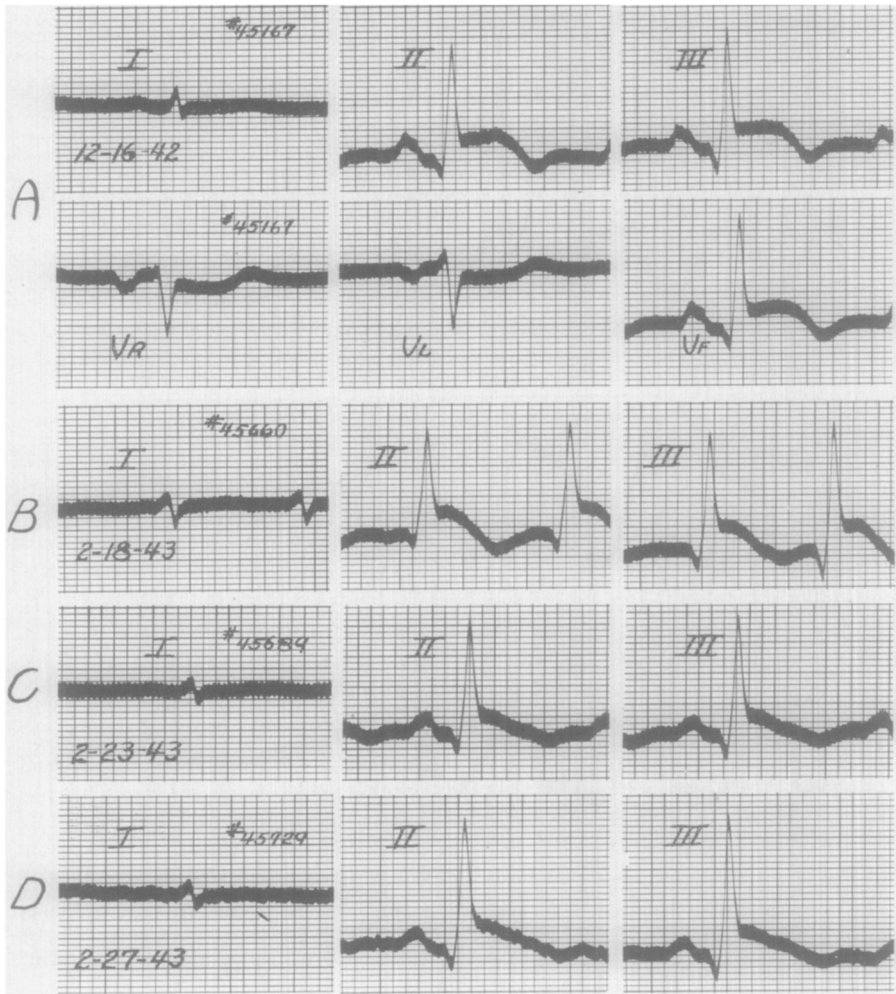 A
I #45167
12-16-42
II
III
#45167
VR
VL
VF
B
I #45660
2-18-43
II
III
C
I #45684
2-23-43
II
III
D
I #45729
2-27-43
II
III